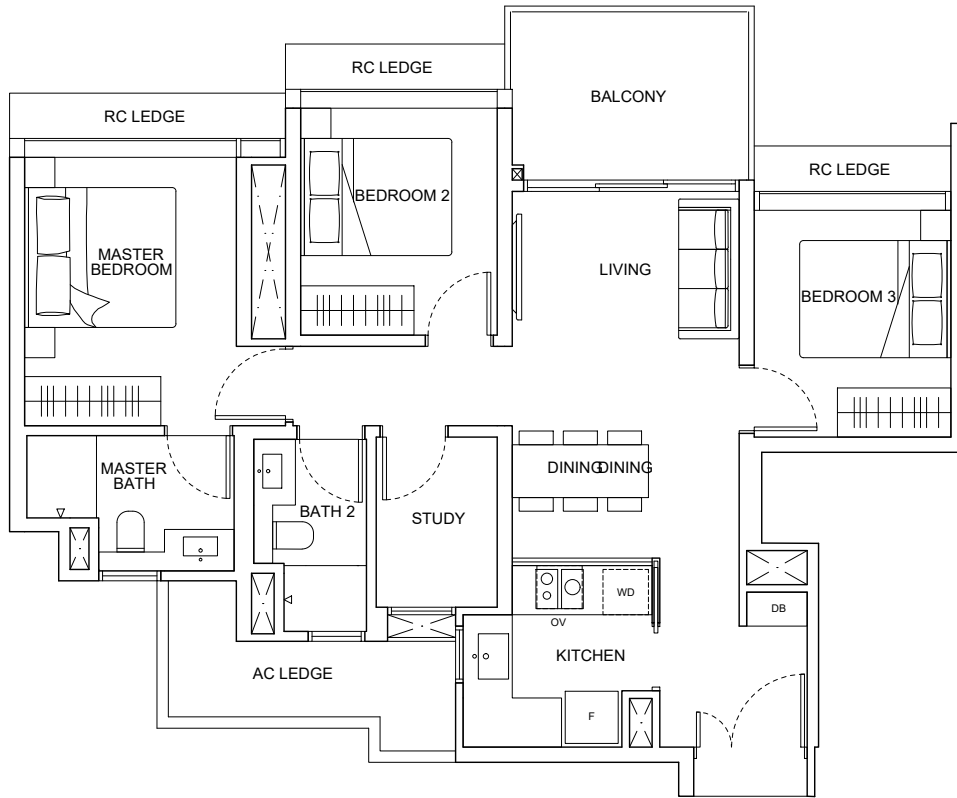 RC LEDGE
BALCONY
RC LEDGE
RC LEDGE
BEDROOM 2
MASTER
BEDROOM
LIVING
BEDROOM 3
MASTER
BATH
DININGDINING
BATH 2
STUDY
WD
DB
OV
KITCHEN
AC LEDGE
F